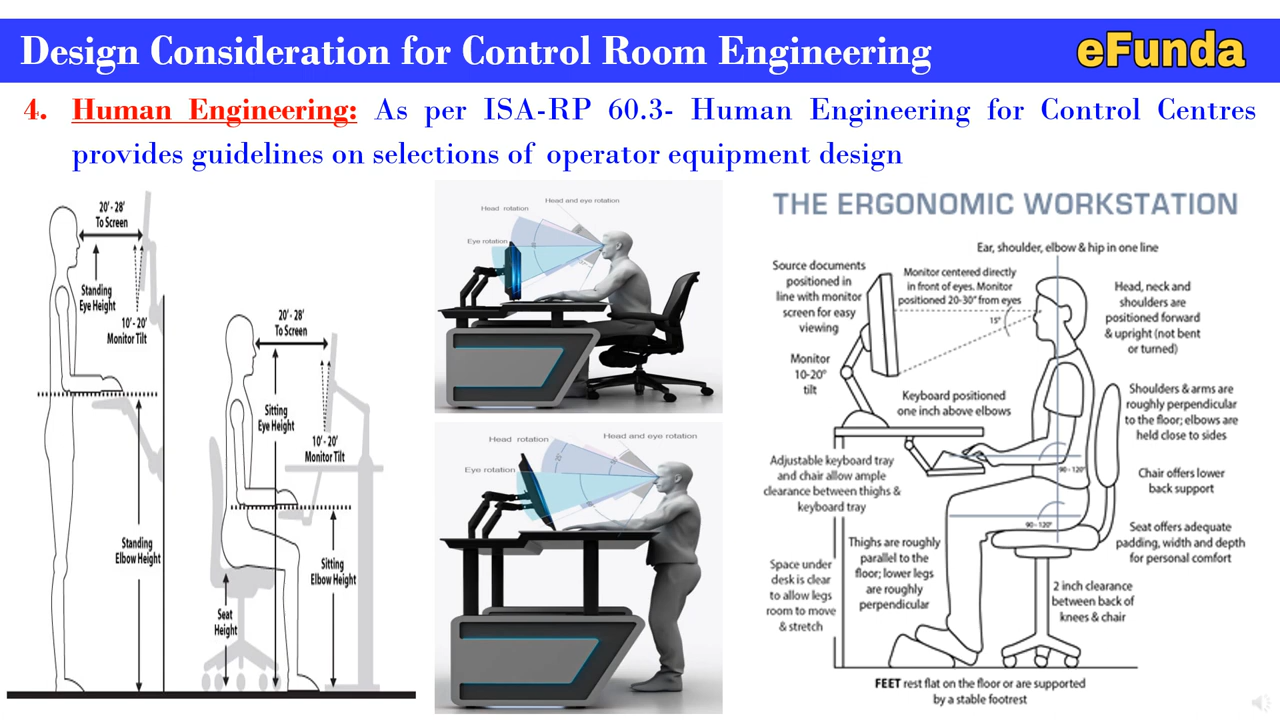 Design Consideration for Control Room Engineering
eFunda
4. Human Engineering: As per ISA-RP 60.3- Human Engineering for Control Centres
provides guidelines on selections of operator equipment design
20' - 28'
To Screen
Standing
Eye Height
10' - 20'
Monitor Tilt
Standing
Elbow Height
20' - 28'
To Screen
Sitting
Eye Height
10' - 20'
Monitor Tilt
Sitting
Elbow Height
Seat
Height
Head and eye rotation
Head rotation
Eye rotation
Head rotation
Head and eye rotation
Eye rotation
THE ERGONOMIC WORKSTATION
Ear, shoulder, elbow & hip in one line
Source documents
positioned in
line with monitor
screen for easy
viewing
Monitor centered directly
in front of eyes. Monitor
positioned 20-30" from eyes
15°
Head, neck and
shoulders are
positioned forward
& upright (not bent
or turned)
Monitor
10-20°
tilt
Keyboard positioned
one inch above elbows
Shoulders & arms are
roughly perpendicular
to the floor; elbows are
held close to sides
Adjustable keyboard tray
and chair allow ample
clearance between thighs &
keyboard tray
90 - 120°
Chair offers lower
back support
90 - 120°
Seat offers adequate
padding, width and depth
for personal comfort
Space under
desk is clear
to allow legs
room to move
& stretch
Thighs are roughly
parallel to the
floor; lower legs
are roughly
perpendicular
2 inch clearance
between back of
knees & chair
FEET rest flat on the floor or are supported
by a stable footrest